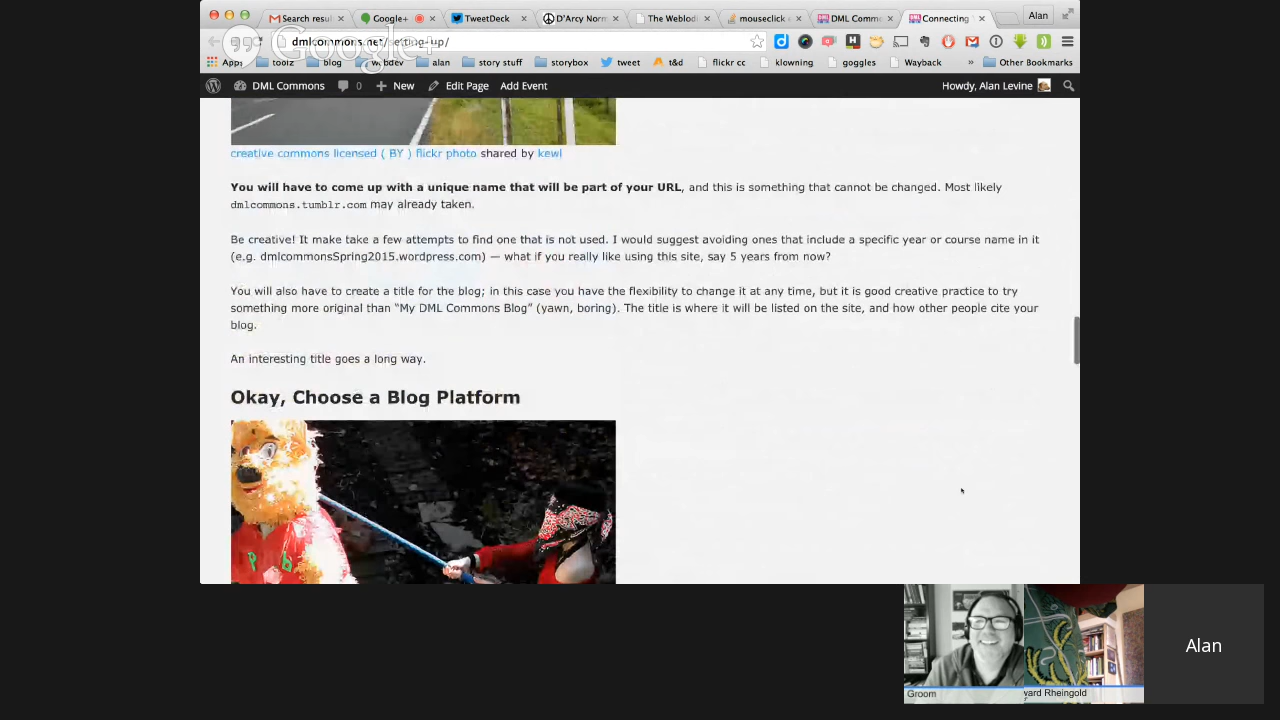 Search resul
Google+
TweetDeck
D'Arcy Norm
The Weblog
mouseclick e
DML Commo
Connecting
Alan
Google+
dmlcommons.net/setting-up/
Apps
toolz
blog
webdev
alan
story stuff
storybox
tweet
t&d
flickr cc
klowning
goggles
Wayback
»
Other Bookmarks
DML Commons
0
New
Edit Page
Add Event
Howdy, Alan Levine
creative commons licensed ( BY ) flickr photo shared by kewl
You will have to come up with a unique name that will be part of your URL, and this is something that cannot be changed. Most likely
dmlcommons.tumblr.com may already taken.
Be creative! It make take a few attempts to find one that is not used. I would suggest avoiding ones that include a specific year or course name in it
(e.g. dmlcommonsSpring2015.wordpress.com) — what if you really like using this site, say 5 years from now?
You will also have to create a title for the blog; in this case you have the flexibility to change it at any time, but it is good creative practice to try
something more original than “My DML Commons Blog” (yawn, boring). The title is where it will be listed on the site, and how other people cite your
blog.
An interesting title goes a long way.
Okay, Choose a Blog Platform
P b
Groom
vard Rheingold
Alan